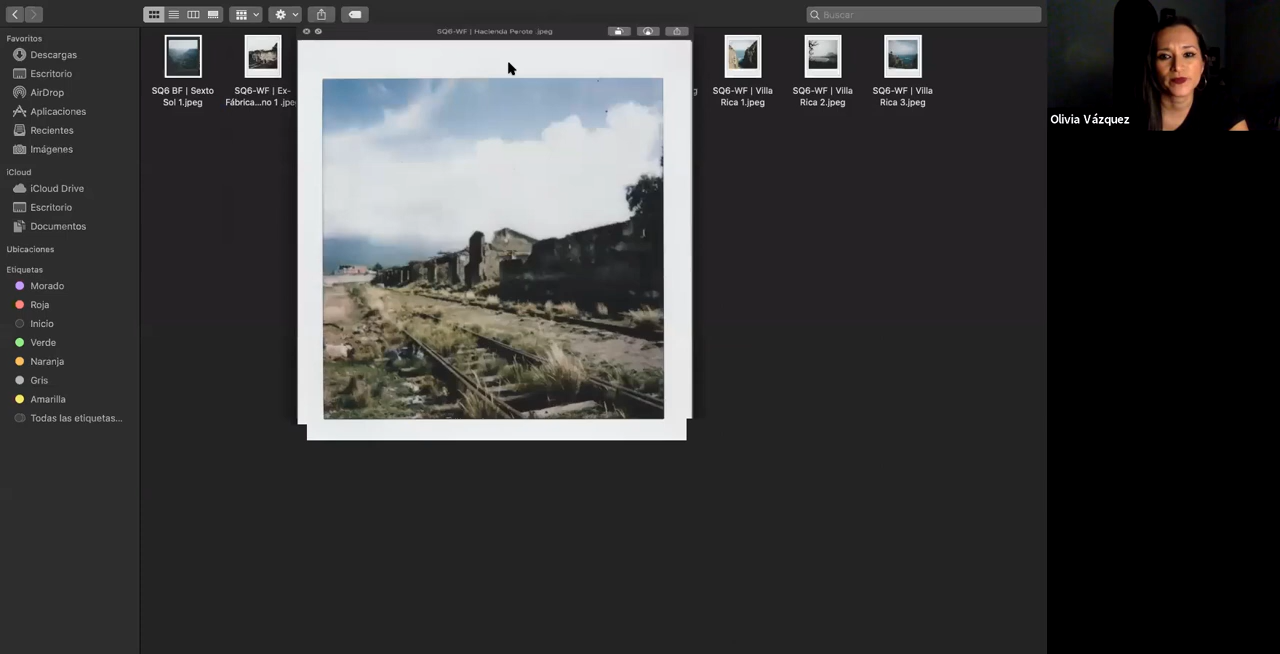 Buscar
Favoritos
Descargas
Escritorio
AirDrop
Aplicaciones
Recientes
Imágenes
iCloud
iCloud Drive
Escritorio
Documentos
Ubicaciones
Etiquetas
Morado
Roja
Inicio
Verde
Naranja
Gris
Amarilla
Todas las etiquetas...
SQ6 BF | Sexto
Sol 1.jpeg
SQ6-WF | Ex-
Fábrica...no 1 .jpe
SQ6-WF | Hacienda Perote .jpeg
g
SQ6-WF | Villa
Rica 1.jpeg
SQ6-WF | Villa
Rica 2.jpeg
SQ6-WF | Villa
Rica 3.jpeg
Olivia Vázquez